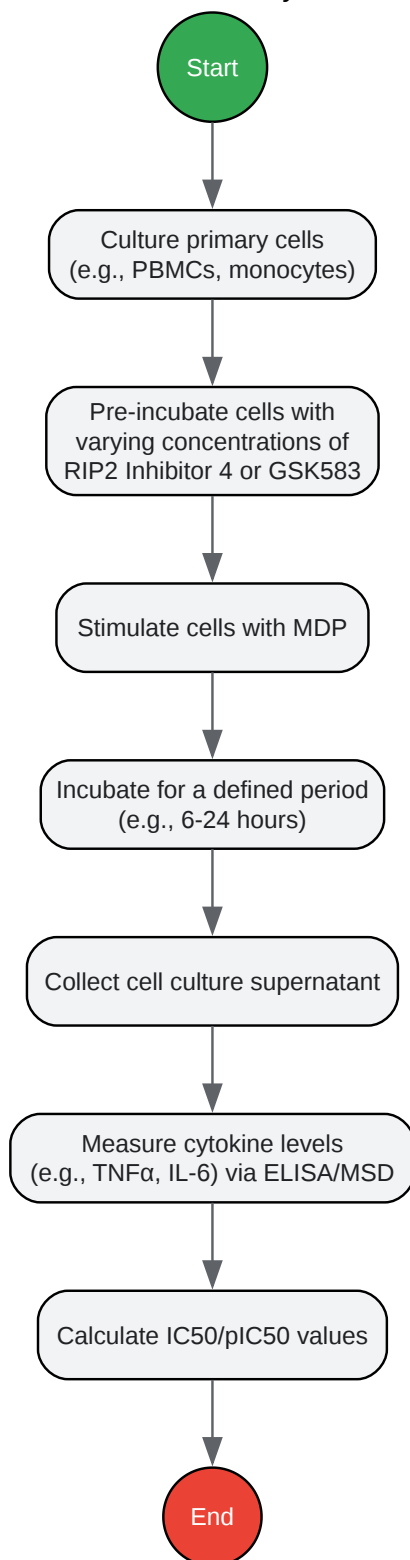 Start
Culture primary cells
(e.g., PBMCs, monocytes)
Pre-incubate cells with
varying concentrations of
RIP2 Inhibitor 4 or GSK583
Stimulate cells with MDP
Incubate for a defined period
(e.g., 6-24 hours)
Collect cell culture supernatant
Measure cytokine levels
(e.g., TNFα, IL-6) via ELISA/MSD
Calculate IC50/pIC50 values
End